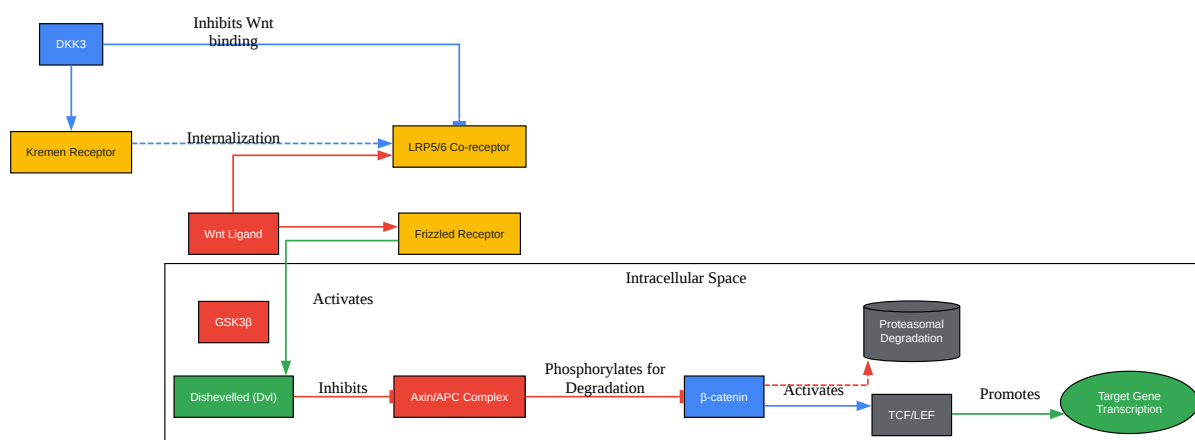 Inhibits Wnt
binding
DKK3
Internalization
Kremen Receptor
LRP5/6 Co-receptor
Wnt Ligand
Frizzled Receptor
Intracellular Space
Activates
GSK3β
Proteasomal
Degradation
Phosphorylates for
Degradation
Dishevelled (Dvl)
Inhibits
Axin/APC Complex
β-catenin
Activates
TCF/LEF
Promotes
Target Gene
Transcription